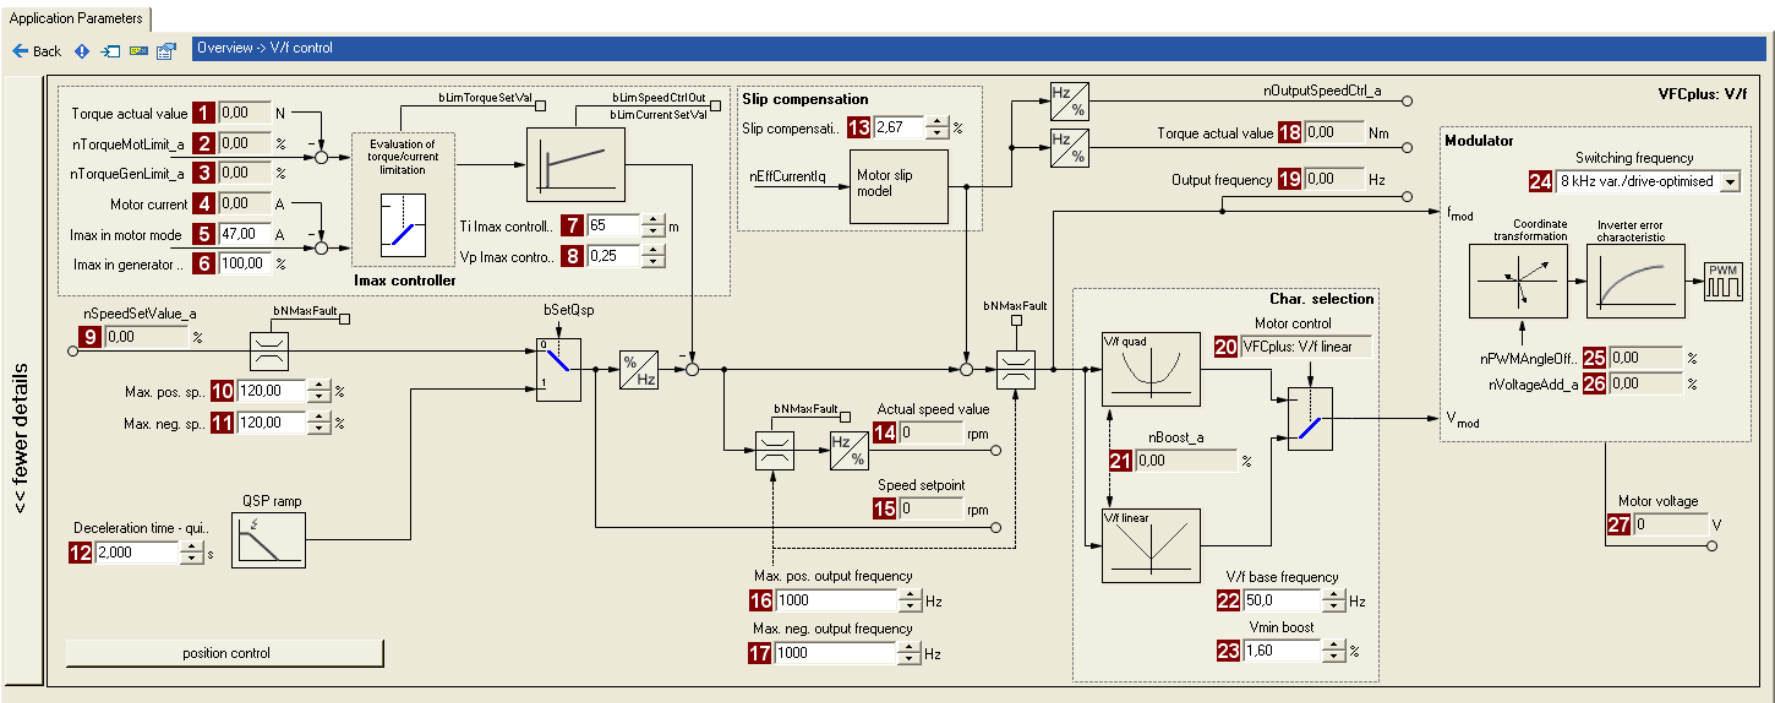 Application Parameters
Back
Overview -> V/f control
<< fewer details
Torque actual value 1 0,00 N
nTorqueMotLimit_a 2 0,00 %
nTorqueGenLimit_a 3 0,00 %
Motor current 4 0,00 A
Imax in motor mode 5 47,00 A
Imax in generator .. 6 100,00 %
bLimTorqueSetVal
Evaluation of
torque/current
limitation
bLimSpeedCtrlOut
bLimCurrentSetVal
Ti Imax controll.. 7 65 m
Vp Imax contro.. 8 0,25
Imax controller
Slip compensation
Slip compensati.. 13 2,67 %
nEffCurrentIq
Motor slip
model
Hz
%
Hz
%
nOutputSpeedCtrl_a
Torque actual value 18 0,00 Nm
Output frequency 19 0,00 Hz
VFCplus: V/f
Modulator
Switching frequency
24 8 kHz var./drive-optimised
fmod
Coordinate
transformation
Inverter error
characteristic
PWM
nPWMAngleOff.. 25 0,00 %
nVoltageAdd_a 26 0,00 %
Vmod
nSpeedSetValue_a
9 0,00 %
bNMaxFault
Max. pos. sp.. 10 120,00 %
Max. neg. sp.. 11 120,00 %
bSetQsp
0
1
%
Hz
QSP ramp
Deceleration time - qui..
12 2,000 s
bNMaxFault
Hz
%
Actual speed value
14 0 rpm
Speed setpoint
15 0 rpm
bNMaxFault
Max. pos. output frequency
16 1000 Hz
Max. neg. output frequency
17 1000 Hz
Char. selection
Motor control
20 VFCplus: V/f linear
V/f quad
nBoost_a
21 0,00 %
V/f linear
V/f base frequency
22 50,0 Hz
Vmin boost
23 1,60 %
Motor voltage
27 0 V
position control